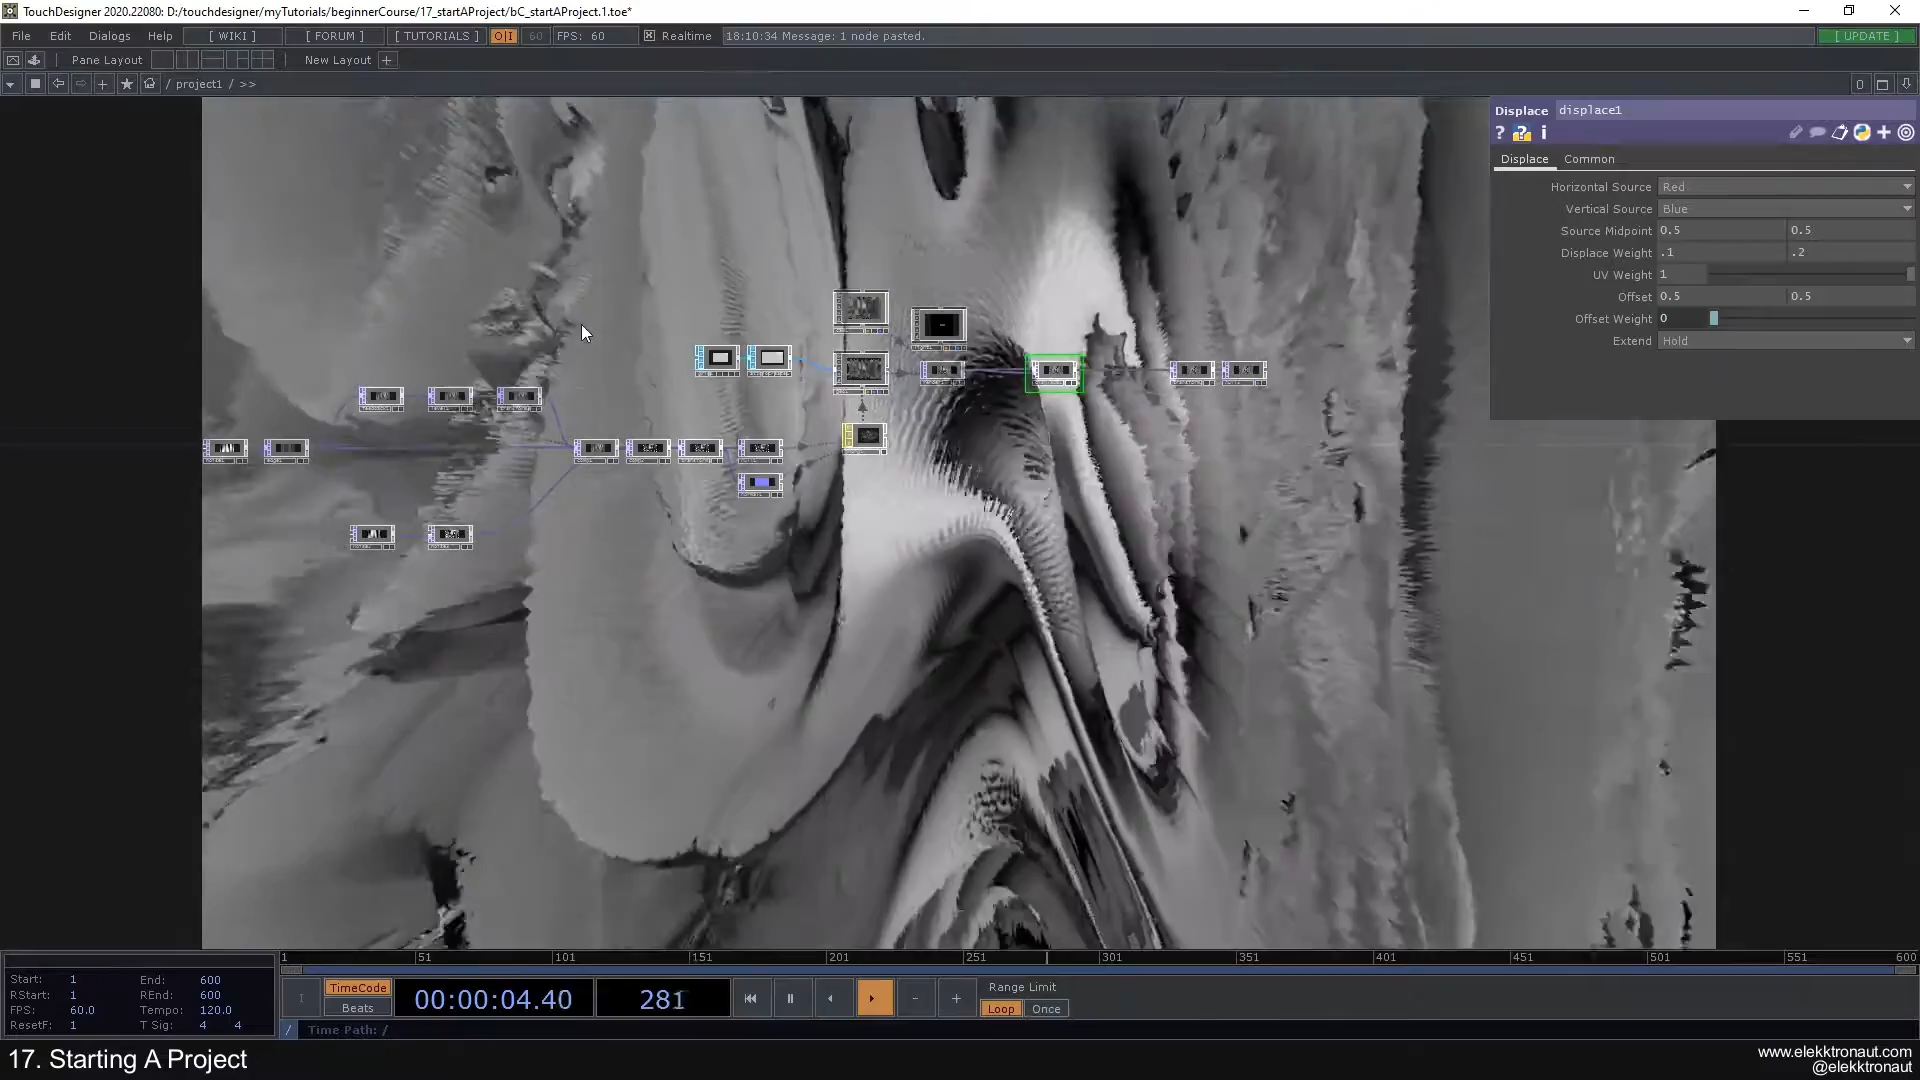 TouchDesigner 2020.22080: D:/touchdesigner/myTutorials/beginnerCourse/17_startAProject/bC_startAProject.1.toe*
File Edit Dialogs Help [ WIKI ] [ FORUM ] [ TUTORIALS ] O|I 60 FPS: 60 Realtime 18:10:34 Message: 1 node pasted. [ UPDATE ]
Pane Layout New Layout +
/ project1 / >>
Displace displace1
? ? i
Displace Common
Horizontal Source Red
Vertical Source Blue
Source Midpoint 0.5 0.5
Displace Weight .1 .2
UV Weight 1
Offset 0.5 0.5
Offset Weight 0
Extend Hold
1 51 101 151 201 251 301 351 401 451 501 551 600
Start: 1 End: 600
RStart: 1 REnd: 600
FPS: 60.0 Tempo: 120.0
ResetF: 1 T Sig: 4 4
TimeCode
Beats
00:00:04.40
281
Range Limit
Loop Once
/ Time Path: /
17. Starting A Project
www.elekktronaut.com
@elekktronaut